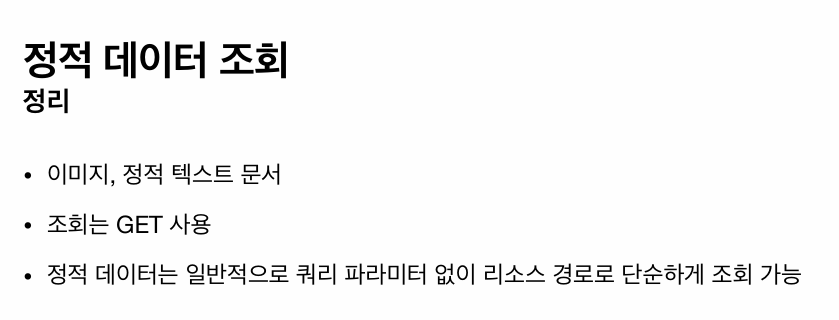 정적 데이터 조회
정리
• 이미지, 정적 텍스트 문서
• 조회는 GET 사용
• 정적 데이터는 일반적으로 쿼리 파라미터 없이 리소스 경로로 단순하게 조회 가능